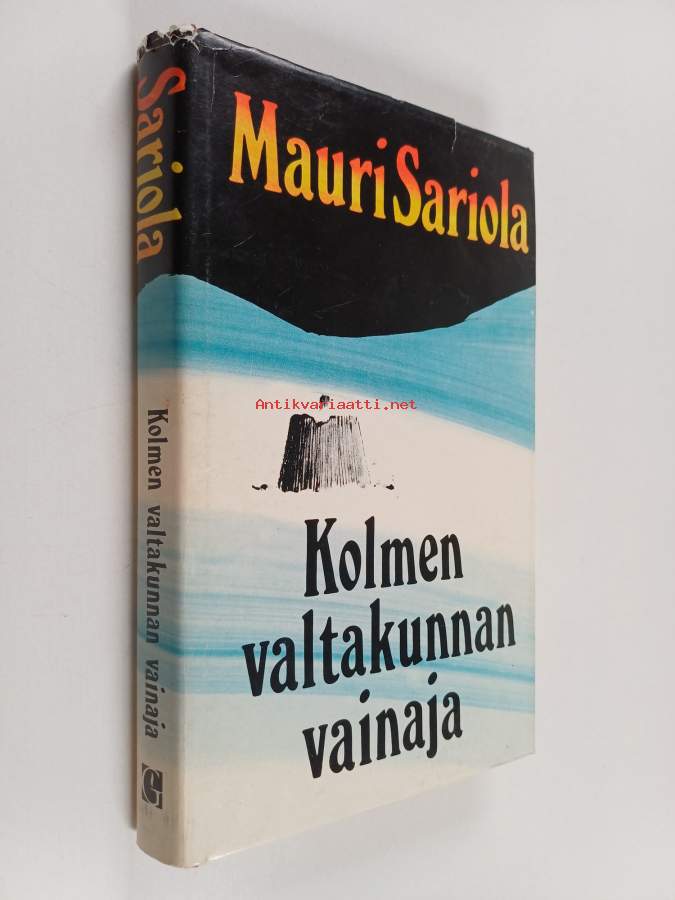 Sariola
Kolmen valtakunnan vainaja
G
Mauri Sariola
Antikvariaatti.net
Kolmen
valtakunnan
vainaja